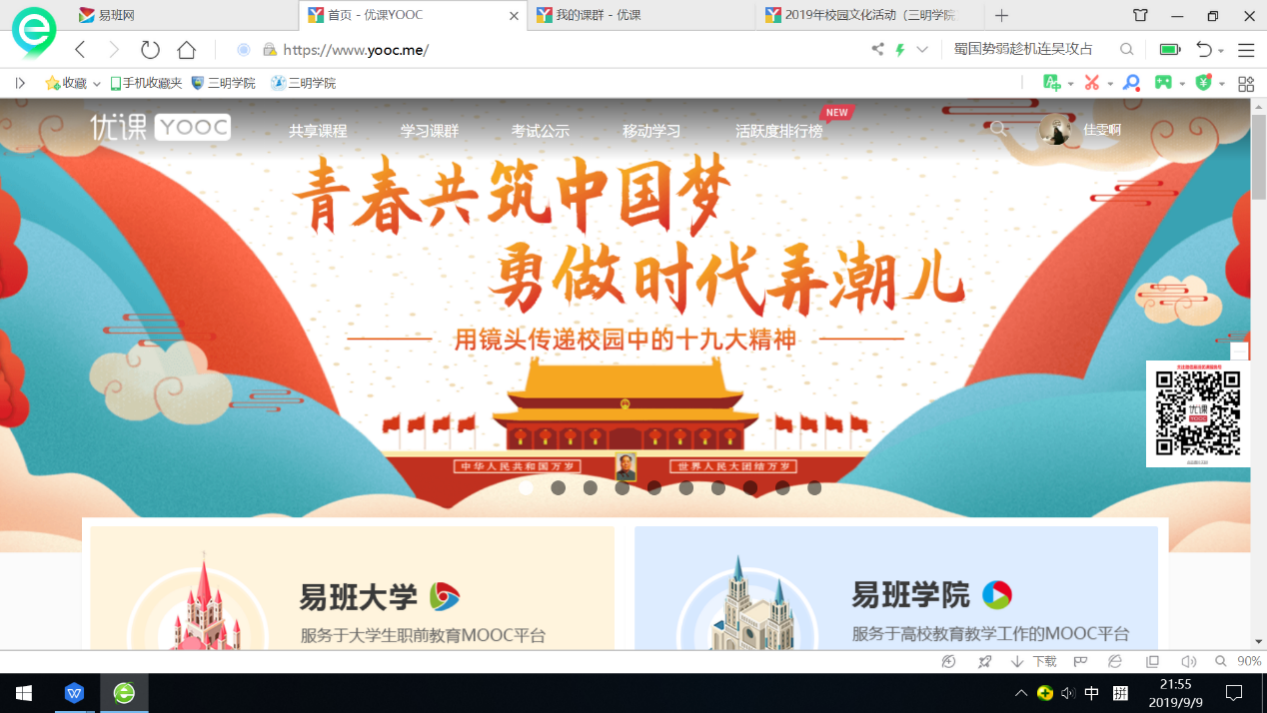 易班网
首页 - 优课YOOC
我的课群 - 优课
2019年校园文化活动（三明学院
https://www.yooc.me/
蜀国势弱趁机连吴攻占
收藏
手机收藏夹
三明学院
三明学院
优课 YOOC
共享课程
学习课群
考试公示
移动学习
活跃度排行榜
NEW
佳雯啊
青春共筑中国梦
勇做时代弄潮儿
用镜头传递校园中的十九大精神
中华人民共和国万岁
世界人民大团结万岁
优课
YOOC
易班大学
服务于大学生职前教育MOOC平台
易班学院
服务于高校教育教学工作的MOOC平台
下载
90%
中
拼
21:55
2019/9/9